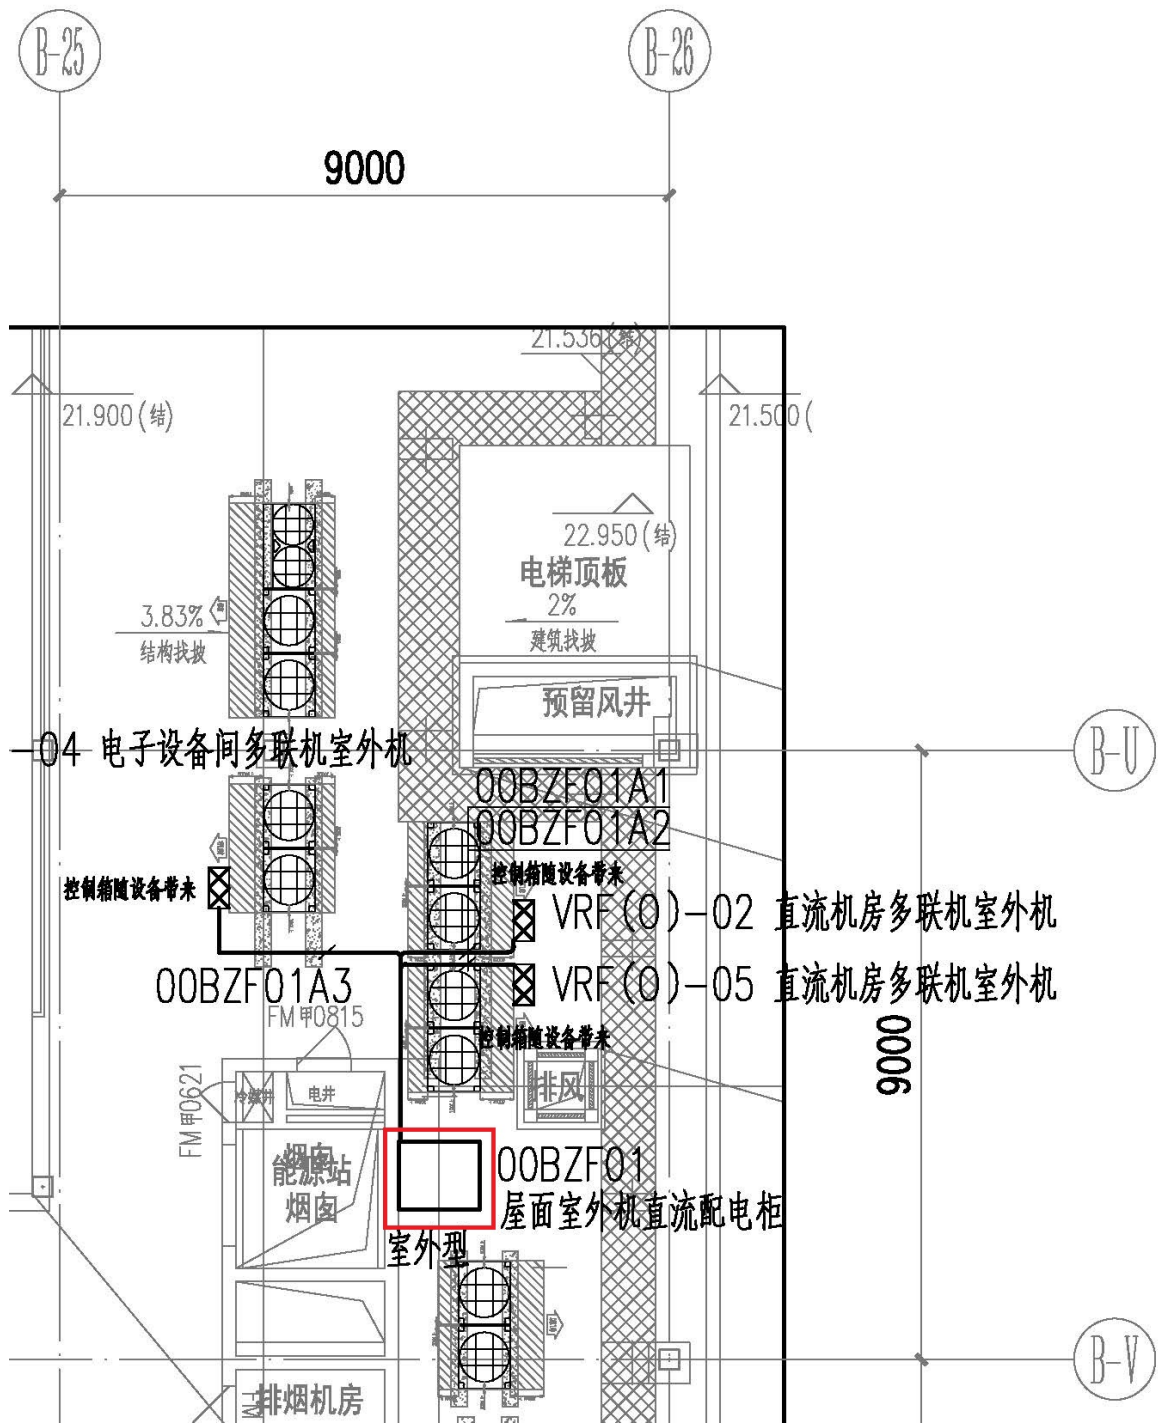 B-25
B-26
9000
21.536(结)
21.900(结)
21.500(
22.950(结)
电梯顶板
2%
建筑找坡
3.83%
结构找坡
预留风井
-04 电子设备间多联机室外机
B-U
00BZF01A1
00BZF01A2
控制箱随设备带来
控制箱随设备带来
VRF(O)-02 直流机房多联机室外机
00BZF01A3
VRF(O)-05 直流机房多联机室外机
FM甲0815
控制箱随设备带来
9000
FM甲0621
冷媒井
电井
排风
烟囱
能源站
烟囱
00BZF01
屋面室外机直流配电柜
室外型
B-V
排烟机房